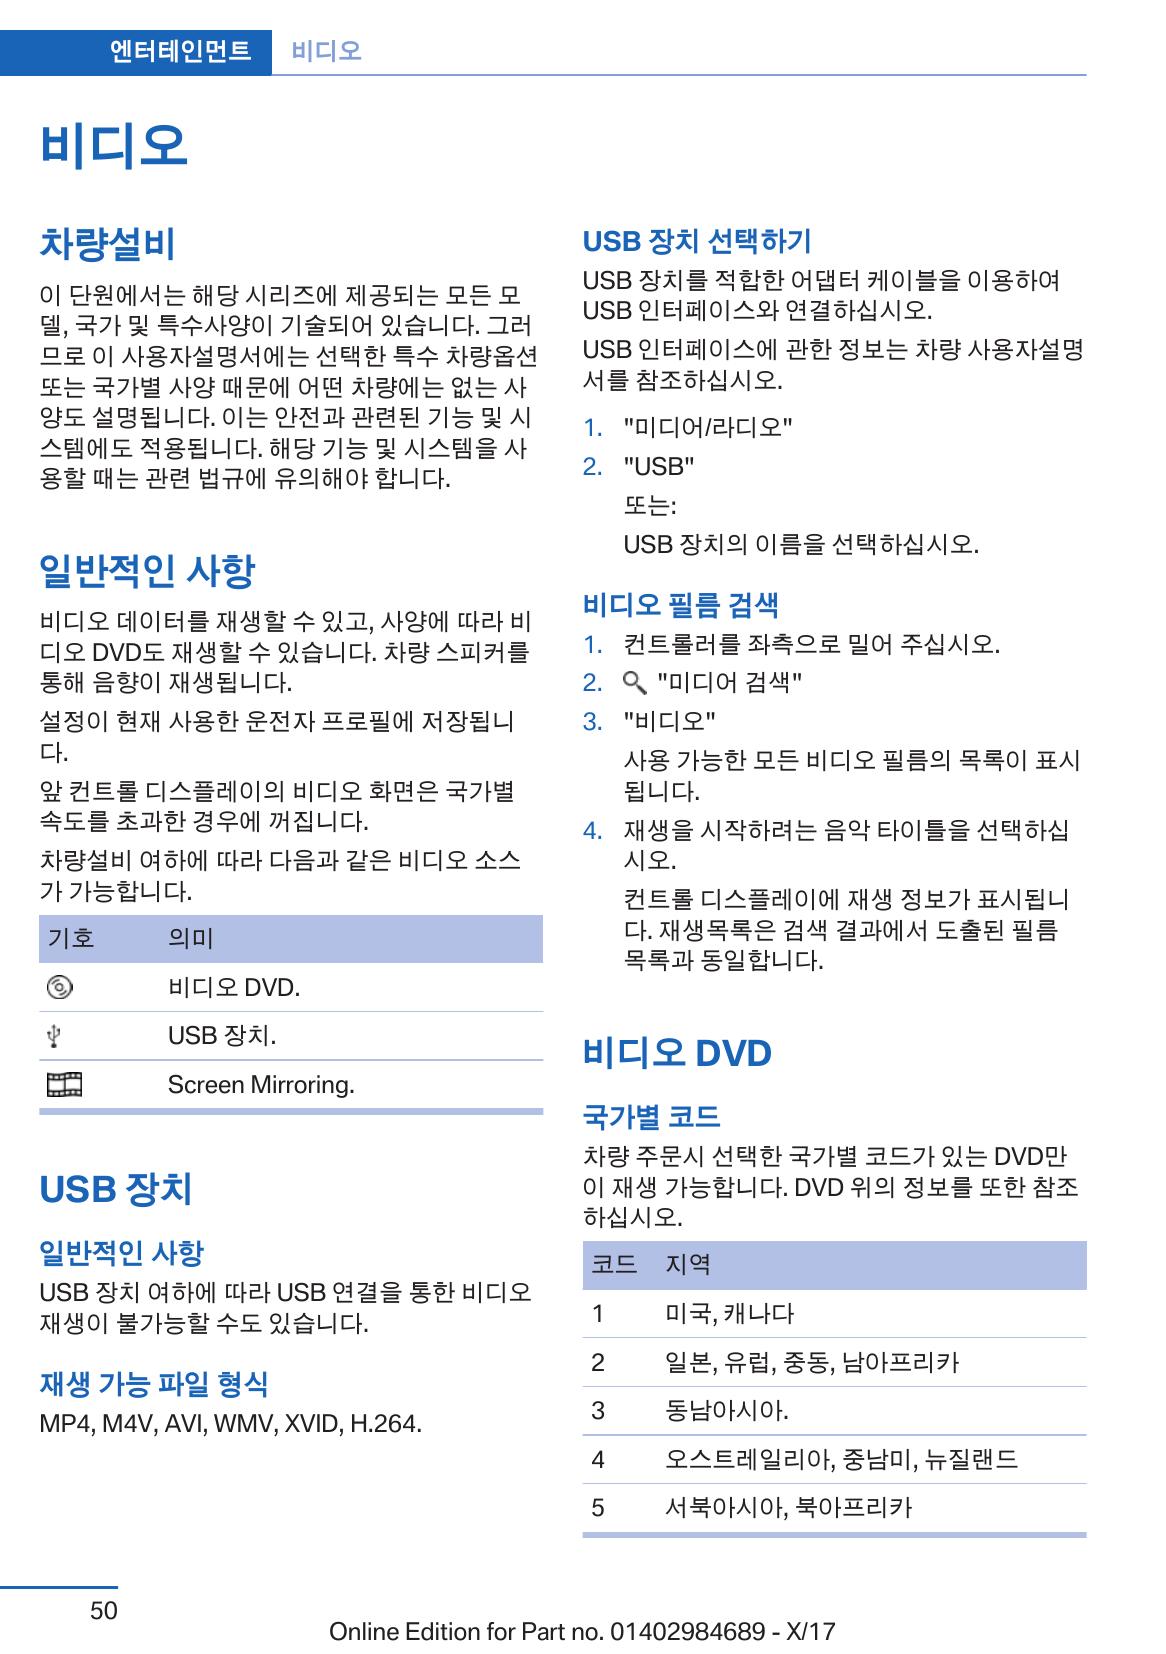 엔터테인먼트 비디오
비디오
차량설비
이 단원에서는 해당 시리즈에 제공되는 모든 모
델, 국가 및 특수사양이 기술되어 있습니다. 그러
므로 이 사용자설명서에는 선택한 특수 차량옵션
또는 국가별 사양 때문에 어떤 차량에는 없는 사
양도 설명됩니다. 이는 안전과 관련된 기능 및 시
스템에도 적용됩니다. 해당 기능 및 시스템을 사
용할 때는 관련 법규에 유의해야 합니다.
일반적인 사항
비디오 데이터를 재생할 수 있고, 사양에 따라 비
디오 DVD도 재생할 수 있습니다. 차량 스피커를
통해 음향이 재생됩니다.
설정이 현재 사용한 운전자 프로필에 저장됩니
다.
앞 컨트롤 디스플레이의 비디오 화면은 국가별
속도를 초과한 경우에 꺼집니다.
차량설비 여하에 따라 다음과 같은 비디오 소스
가 가능합니다.
기호 의미
비디오 DVD.
USB 장치.
Screen Mirroring.
USB 장치
일반적인 사항
USB 장치 여하에 따라 USB 연결을 통한 비디오
재생이 불가능할 수도 있습니다.
재생 가능 파일 형식
MP4, M4V, AVI, WMV, XVID, H.264.
USB 장치 선택하기
USB 장치를 적합한 어댑터 케이블을 이용하여
USB 인터페이스와 연결하십시오.
USB 인터페이스에 관한 정보는 차량 사용자설명
서를 참조하십시오.
1. "미디어/라디오"
2. "USB"
또는:
USB 장치의 이름을 선택하십시오.
비디오 필름 검색
1. 컨트롤러를 좌측으로 밀어 주십시오.
2. "미디어 검색"
3. "비디오"
사용 가능한 모든 비디오 필름의 목록이 표시
됩니다.
4. 재생을 시작하려는 음악 타이틀을 선택하십
시오.
컨트롤 디스플레이에 재생 정보가 표시됩니
다. 재생목록은 검색 결과에서 도출된 필름
목록과 동일합니다.
비디오 DVD
국가별 코드
차량 주문시 선택한 국가별 코드가 있는 DVD만
이 재생 가능합니다. DVD 위의 정보를 또한 참조
하십시오.
코드 지역
1 미국, 캐나다
2 일본, 유럽, 중동, 남아프리카
3 동남아시아.
4 오스트레일리아, 중남미, 뉴질랜드
5 서북아시아, 북아프리카
50
Online Edition for Part no. 01402984689 - X/17